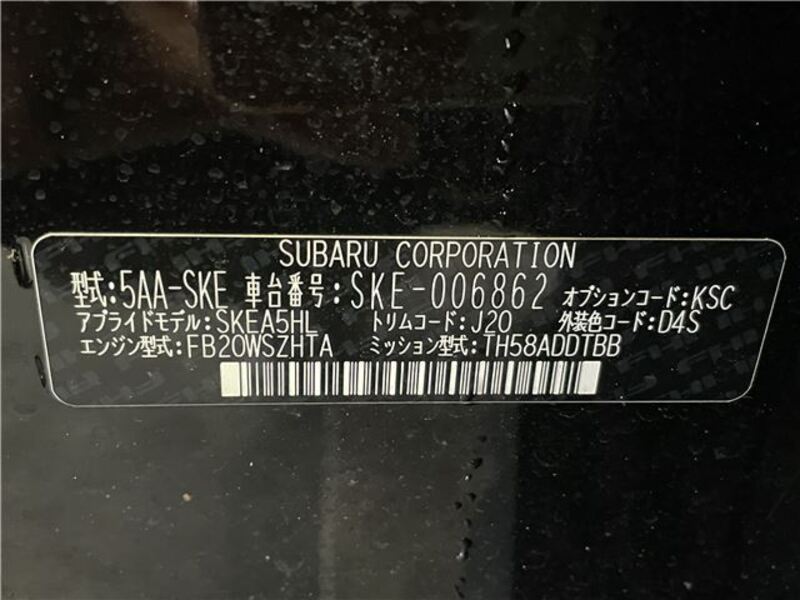 SUBARU CORPORATION
型式:5AA-SKE 車台番号:SKE-006862 オプションコード:KSC
アプライドモデル:SKEA5HL トリムコード:J20 外装色コード:D4S
エンジン型式:FB20WSZHTA ミッション型式:TH58ADDTBB